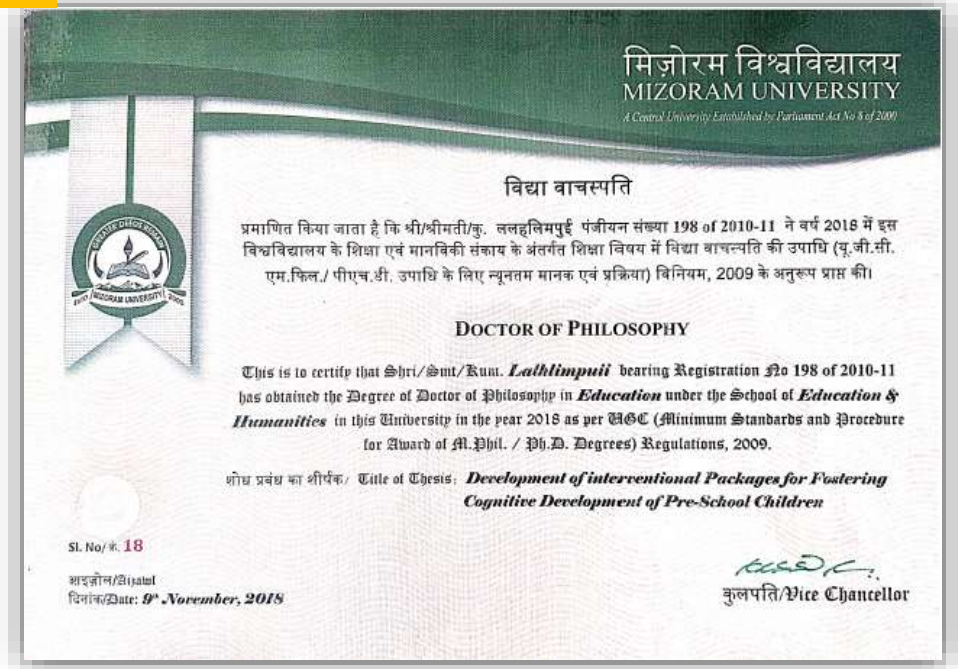 मिज़ोरम विश्वविद्यालय
MIZORAM UNIVERSITY
A Central University Established by Parliament Act No 8 of 2000
विद्या वाचस्पति
प्रमाणित किया जाता है कि श्री/श्रीमती/कु. ललह्लिमपुई पंजीयन संख्या 198 of 2010-11 ने वर्ष 2018 में इस
विश्वविद्यालय के शिक्षा एवं मानविकी संकाय के अंतर्गत शिक्षा विषय में विद्या वाचस्पति की उपाधि (यू.जी.सी.
एम.फिल./ पीएच.डी. उपाधि के लिए न्यूनतम मानक एवं प्रक्रिया) विनियम, 2009 के अनुरूप प्राप्त की।
MIZORAM UNIVERSITY
DOCTOR OF PHILOSOPHY
This is to certify that Shri/Smt/Kum. Lalhlimpuii bearing Registration No 198 of 2010-11
has obtained the Degree of Doctor of Philosophy in Education under the School of Education &
Humanities in this University in the year 2018 as per UGC (Minimum Standards and Procedure
for Award of M.Phil. / Ph.D. Degrees) Regulations, 2009.
शोध प्रबंध का शीर्षक/ Title of Thesis: Development of interventional Packages for Fostering
Cognitive Development of Pre-School Children
Sl. No/क्र. 18
आइज़ोल/Aizawl
दिनांक/Date: 9th November, 2018
कुलपति/Vice Chancellor